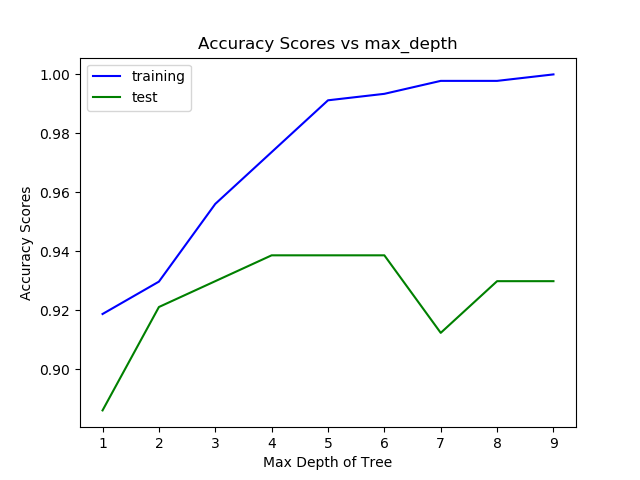 Accuracy Scores vs max_depth
training
test
1.00
0.98
0.96
0.94
0.92
0.90
Accuracy Scores
1 2 3 4 5 6 7 8 9
Max Depth of Tree